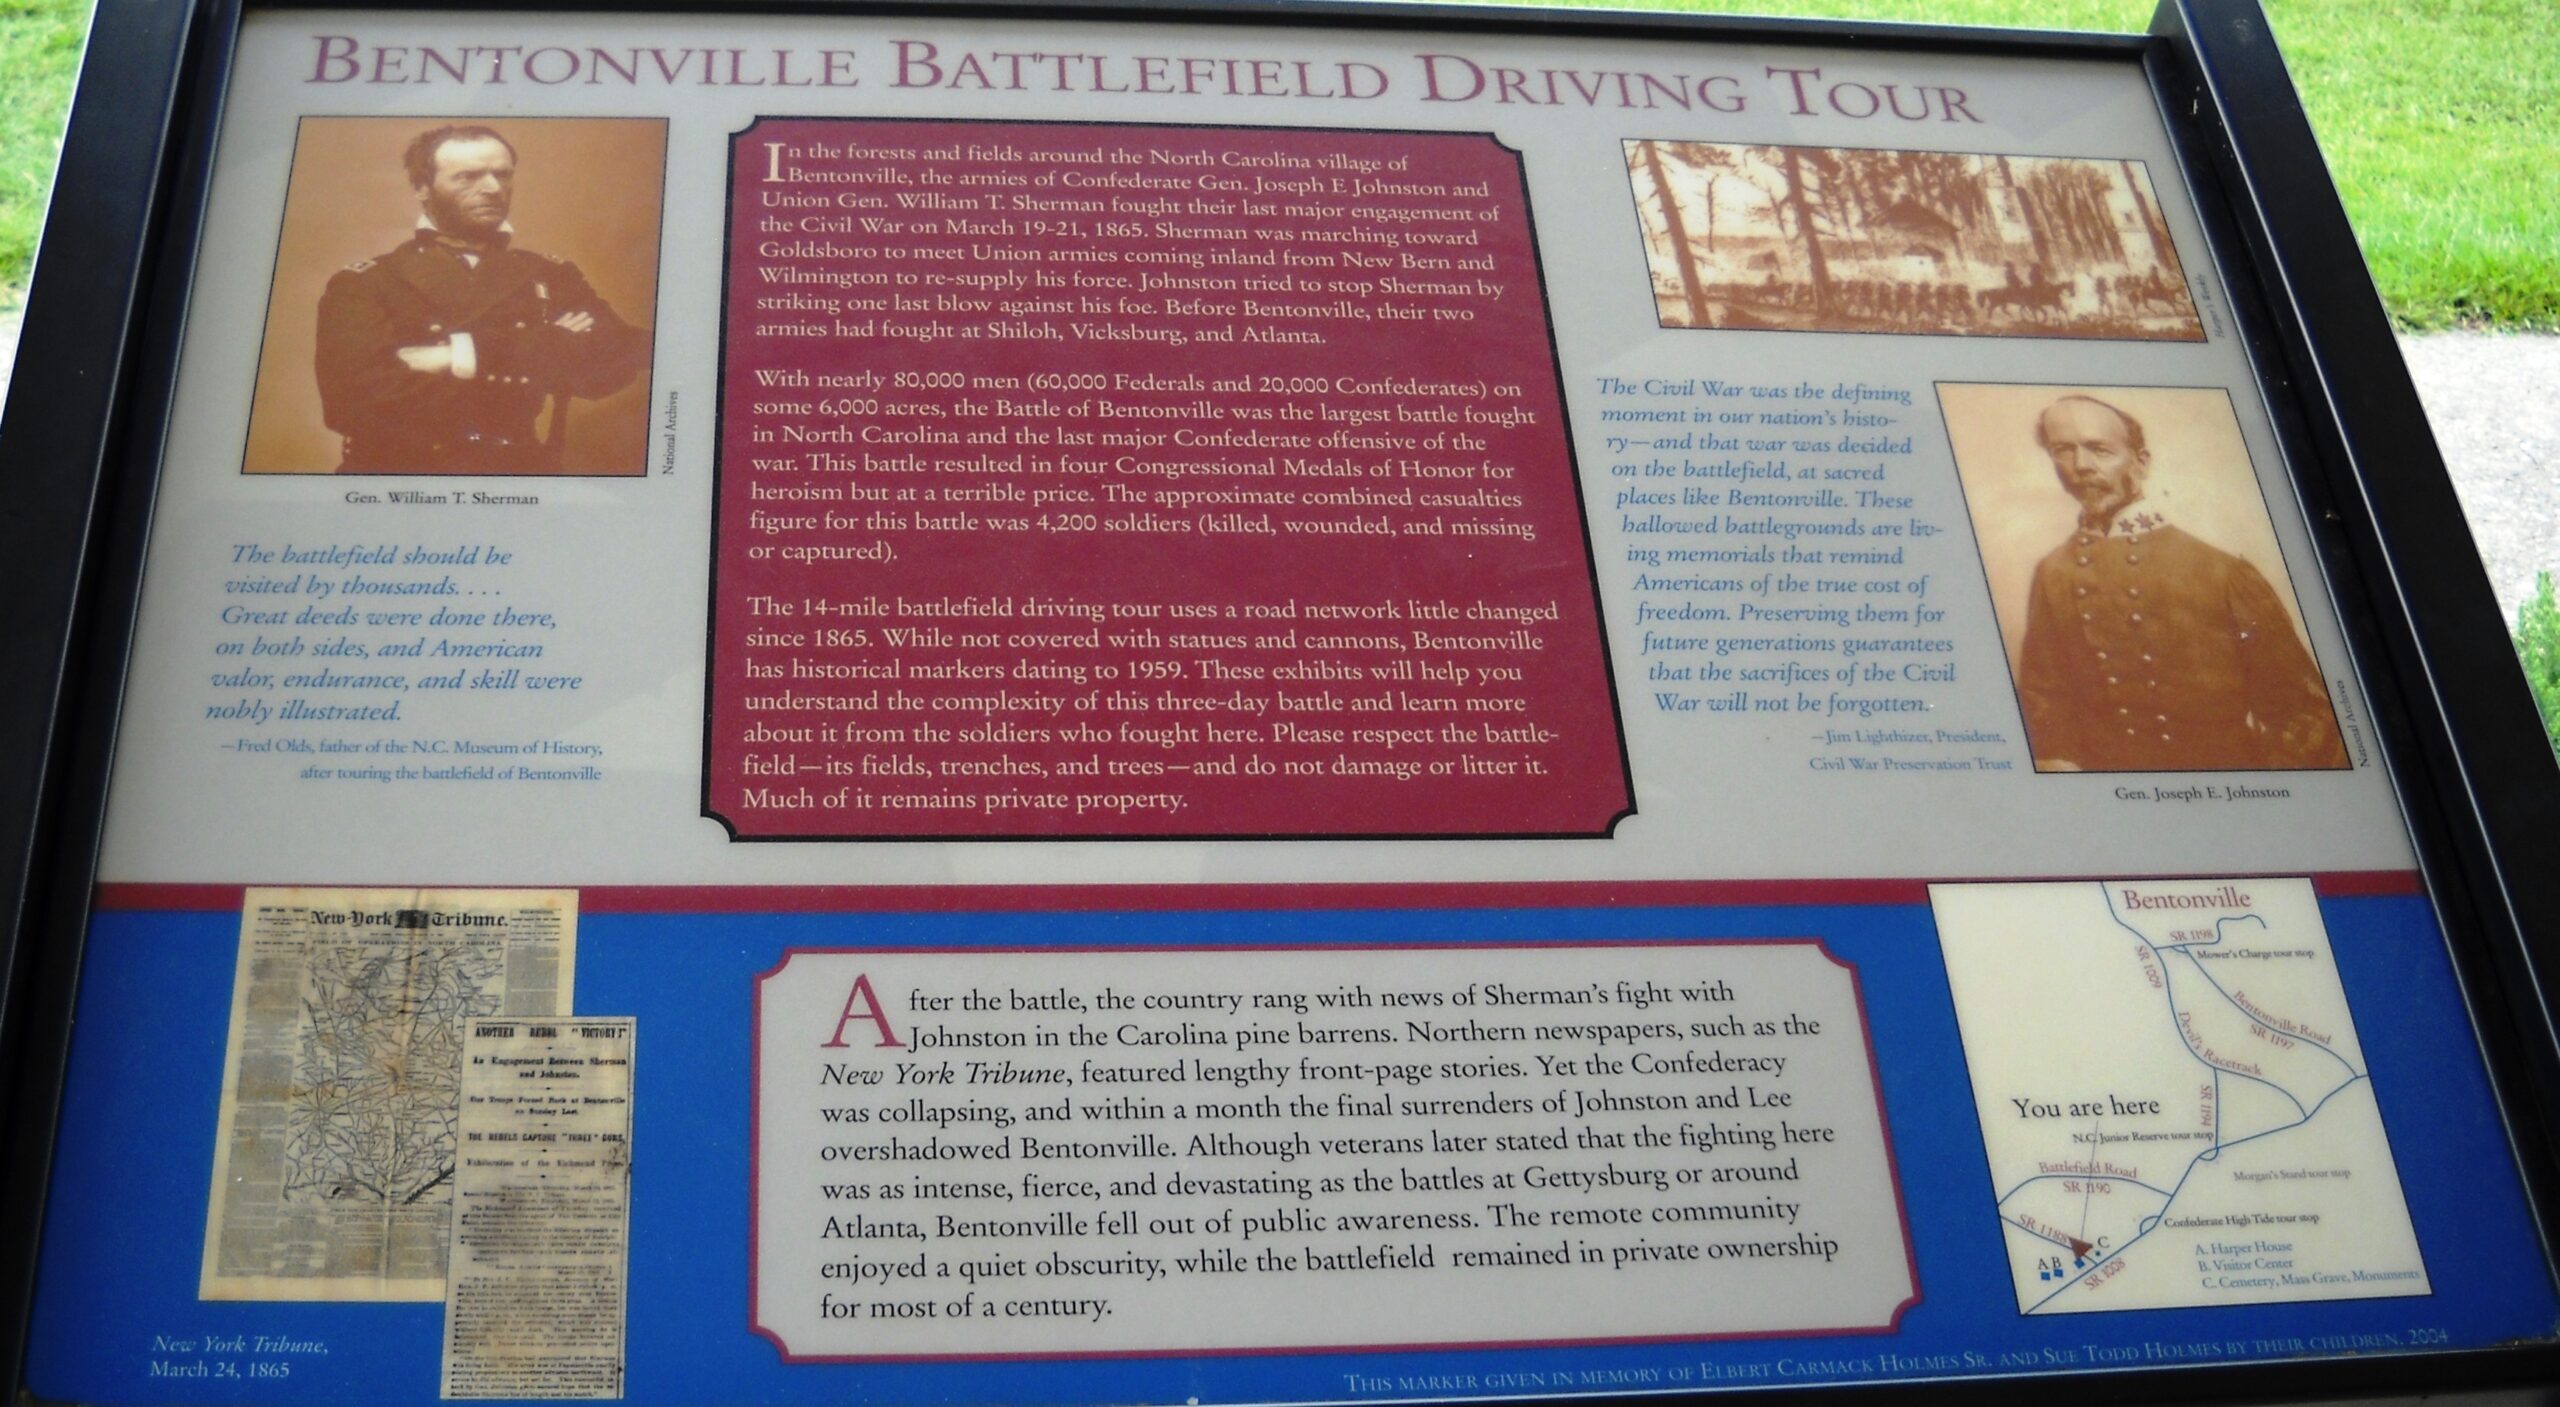 BENTONVILLE BATTLEFIELD DRIVING TOUR
National Archives
Gen. William T. Sherman
The battlefield should be
visited by thousands. . . .
Great deeds were done there,
on both sides, and American
valor, endurance, and skill were
nobly illustrated.
—Fred Olds, father of the N.C. Museum of History,
after touring the battlefield of Bentonville
In the forests and fields around the North Carolina village of
Bentonville, the armies of Confederate Gen. Joseph E Johnston and
Union Gen. William T. Sherman fought their last major engagement of
the Civil War on March 19-21, 1865. Sherman was marching toward
Goldsboro to meet Union armies coming inland from New Bern and
Wilmington to re-supply his force. Johnston tried to stop Sherman by
striking one last blow against his foe. Before Bentonville, their two
armies had fought at Shiloh, Vicksburg, and Atlanta.
With nearly 80,000 men (60,000 Federals and 20,000 Confederates) on
some 6,000 acres, the Battle of Bentonville was the largest battle fought
in North Carolina and the last major Confederate offensive of the
war. This battle resulted in four Congressional Medals of Honor for
heroism but at a terrible price. The approximate combined casualties
figure for this battle was 4,200 soldiers (killed, wounded, and missing
or captured).
The 14-mile battlefield driving tour uses a road network little changed
since 1865. While not covered with statues and cannons, Bentonville
has historical markers dating to 1959. These exhibits will help you
understand the complexity of this three-day battle and learn more
about it from the soldiers who fought here. Please respect the battle-
field—its fields, trenches, and trees—and do not damage or litter it.
Much of it remains private property.
Harper's Weekly
The Civil War was the defining
moment in our nation's histo-
ry—and that war was decided
on the battlefield, at sacred
places like Bentonville. These
hallowed battlegrounds are liv-
ing memorials that remind
Americans of the true cost of
freedom. Preserving them for
future generations guarantees
that the sacrifices of the Civil
War will not be forgotten.
—Jim Lighthizer, President,
Civil War Preservation Trust
National Archives
Gen. Joseph E. Johnston
New-York Tribune.
FIELD OF OPERATIONS IN NORTH CAROLINA
ANOTHER REBEL "VICTORY!"
An Engagement Between Sherman
and Johnston.
Our Troops Forced Back at Bentonville
on Sunday Last
THE REBELS CAPTURE "THREE" GUNS.
Exhilaration of the Richmond
New York Tribune,
March 24, 1865
After the battle, the country rang with news of Sherman's fight with
Johnston in the Carolina pine barrens. Northern newspapers, such as the
New York Tribune, featured lengthy front-page stories. Yet the Confederacy
was collapsing, and within a month the final surrenders of Johnston and Lee
overshadowed Bentonville. Although veterans later stated that the fighting here
was as intense, fierce, and devastating as the battles at Gettysburg or around
Atlanta, Bentonville fell out of public awareness. The remote community
enjoyed a quiet obscurity, while the battlefield remained in private ownership
for most of a century.
Bentonville
SR 1198
Mower's Charge tour stop
SR 1009
Bentonville Road
SR 1197
Devil's Racetrack
SR 1194
You are here
N.C. Junior Reserve tour stop
Battlefield Road
SR 1190
Morgan's Stand tour stop
SR 1188
Confederate High Tide tour stop
A B
C
SR 1008
A. Harper House
B. Visitor Center
C. Cemetery, Mass Grave, Monuments
THIS MARKER GIVEN IN MEMORY OF ELBERT CARMACK HOLMES SR. AND SUE TODD HOLMES BY THEIR CHILDREN, 2004